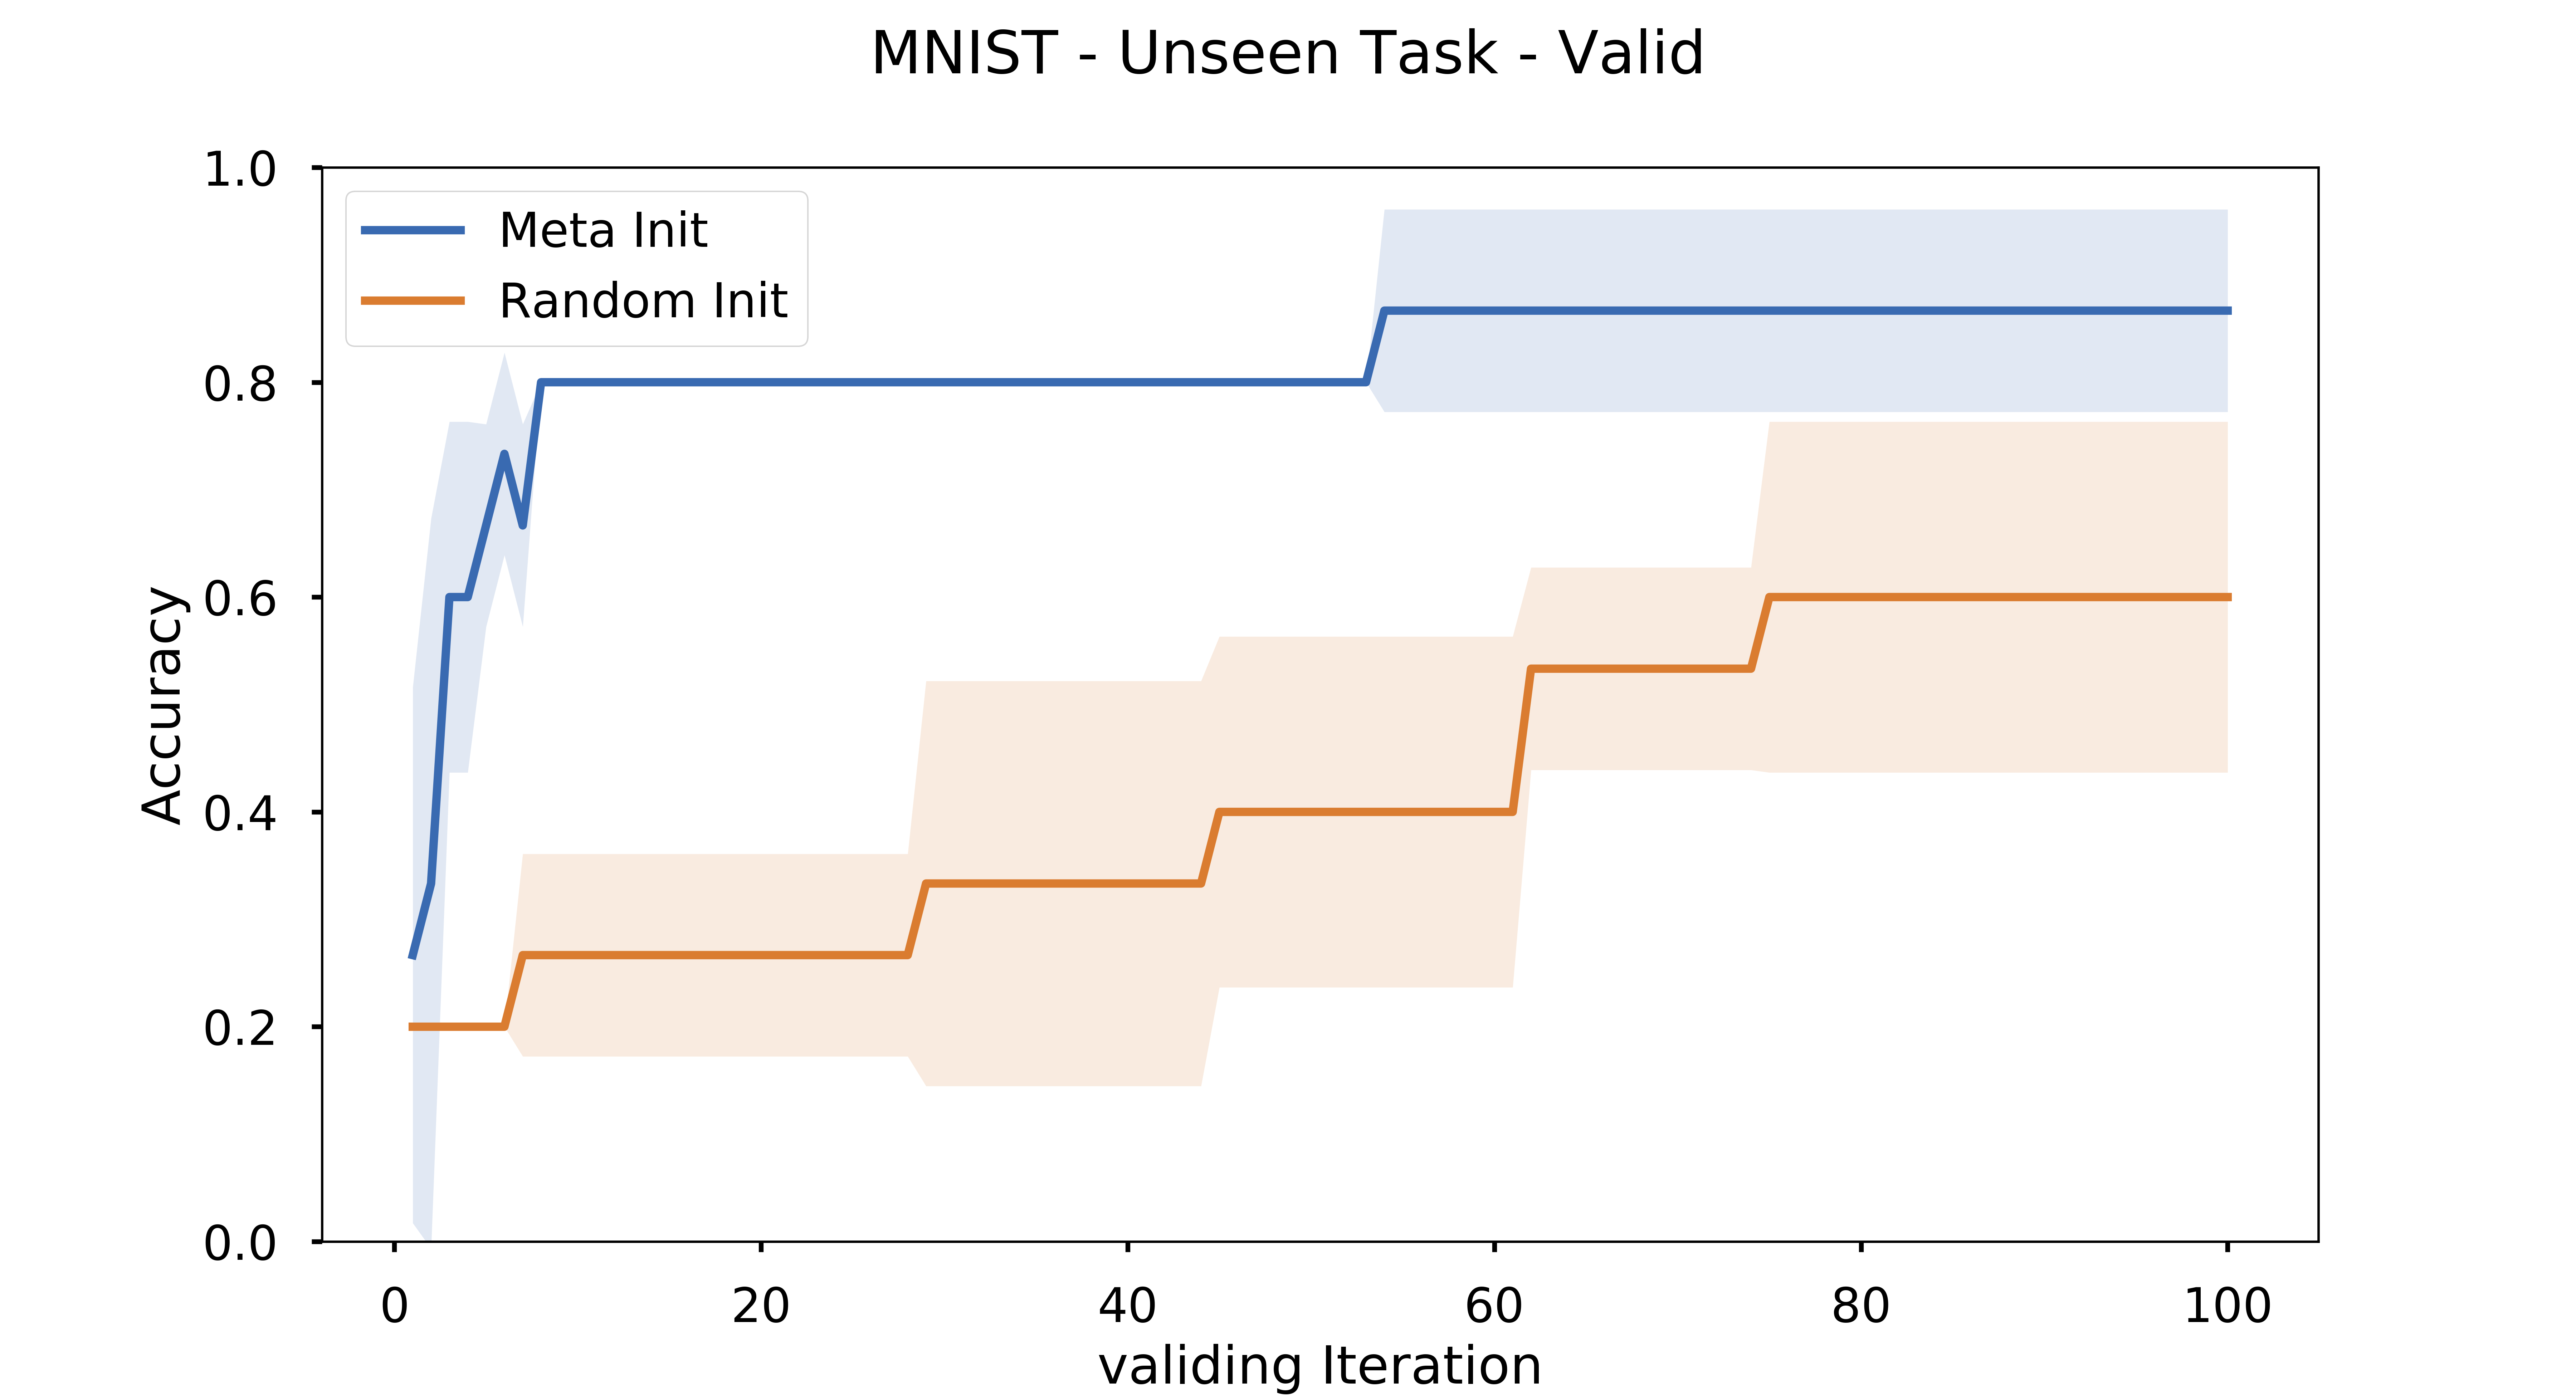 MNIST - Unseen Task - Valid
1.0
Meta Init
Random Init
0.8
0.6
0.4
0.2
0.0
Accuracy
0 20 40 60 80 100
validing Iteration